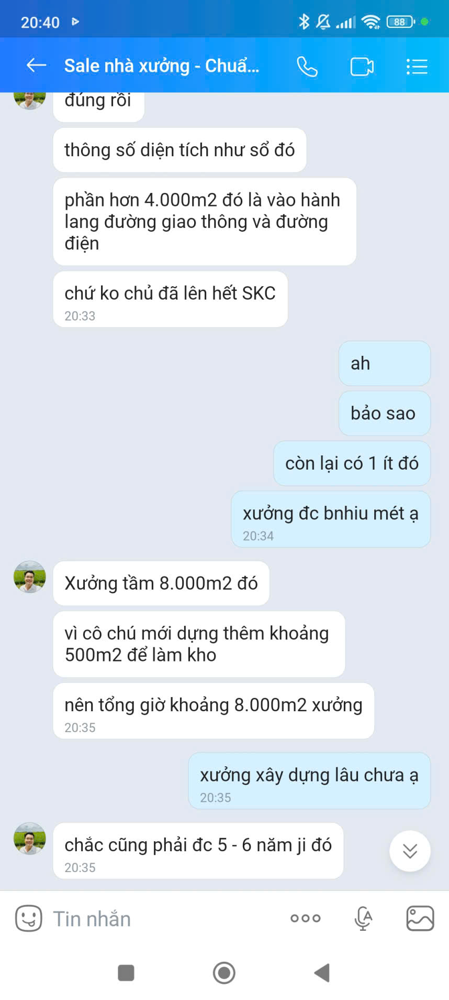 20:40
88
Sale nhà xưởng - Chuẩ...
đúng rồi
thông số diện tích như sổ đó
phần hơn 4.000m2 đó là vào hành
lang đường giao thông và đường
điện
chứ ko chủ đã lên hết SKC
20:33
ah
bảo sao
còn lại có 1 ít đó
xưởng đc bnhiu mét ạ
20:34
Xưởng tầm 8.000m2 đó
vì cô chú mới dựng thêm khoảng
500m2 để làm kho
nên tổng giờ khoảng 8.000m2 xưởng
20:35
xưởng xây dựng lâu chưa ạ
20:35
chắc cũng phải đc 5 - 6 năm ji đó
20:35
Tin nhắn